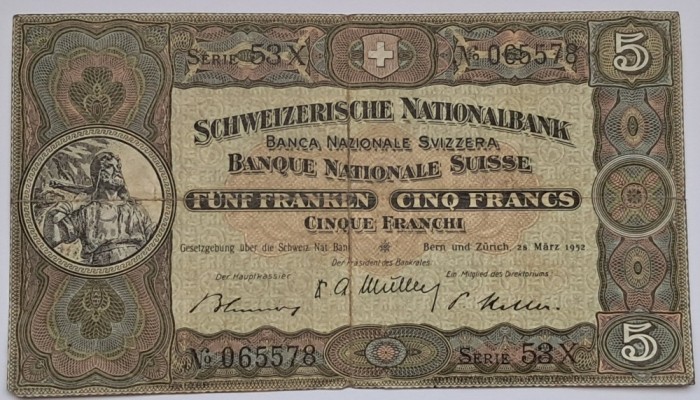 SERIE 53 X
No 065578
5
SCHWEIZERISCHE NATIONALBANK
BANCA NAZIONALE SVIZZERA
BANQUE NATIONALE SUISSE
FÜNF FRANKEN CINQ FRANCS
CINQUE FRANCHI
Gesetzgebung über die Schweiz. Nat. Bank
Bern und Zürich, 28. März 1952
Der Präsident des Bankrates
Der Hauptkassier
Ein Mitglied des Direktoriums
No 065578
SERIE 53 X
5